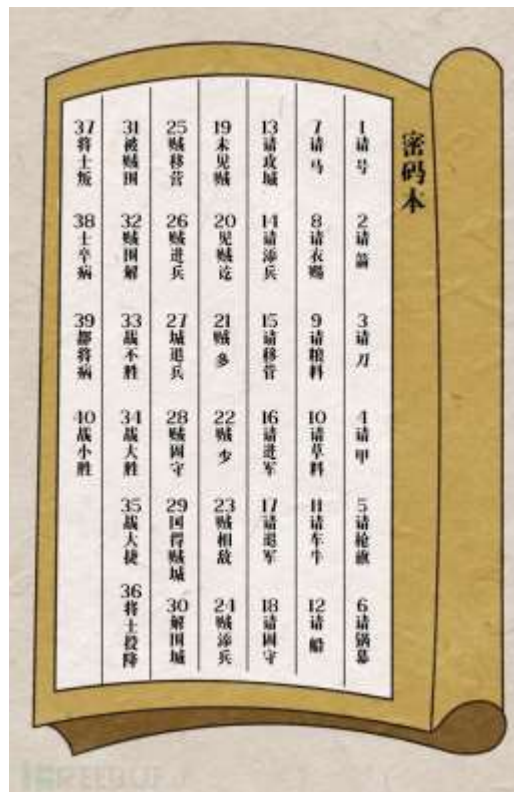 密码本
1请号
2请箭
3请刀
4请甲
5请枪旗
6请锅幕
7请马
8请衣赐
9请粮料
10请草料
11请车牛
12请船
13请攻城
14请添兵
15请移管
16请进军
17请退军
18请固守
19未见贼
20见贼讫
21贼多
22贼少
23贼相敌
24贼添兵
25贼移营
26贼进兵
27城退兵
28贼固守
29围得贼城
30解围城
31被贼围
32贼围解
33战不胜
34战大胜
35战大捷
36将士投降
37将士叛
38士卒病
39都将病
40战小胜